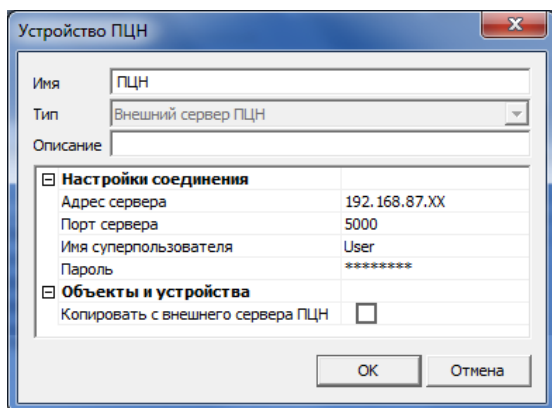 Устройство ПЦН
Имя ПЦН
Тип Внешний сервер ПЦН
Описание
Настройки соединения
Адрес сервера 192.168.87.XX
Порт сервера 5000
Имя суперпользователя User
Пароль ********
Объекты и устройства
Копировать с внешнего сервера ПЦН
OK Отмена